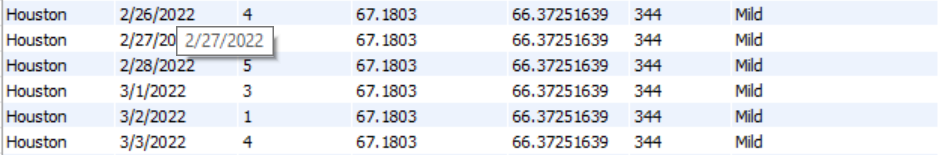 Houston 2/26/2022 4 67.1803 66.37251639 344 Mild
Houston 2/27/20 2/27/2022 67.1803 66.37251639 344 Mild
Houston 2/28/2022 5 67.1803 66.37251639 344 Mild
Houston 3/1/2022 3 67.1803 66.37251639 344 Mild
Houston 3/2/2022 1 67.1803 66.37251639 344 Mild
Houston 3/3/2022 4 67.1803 66.37251639 344 Mild